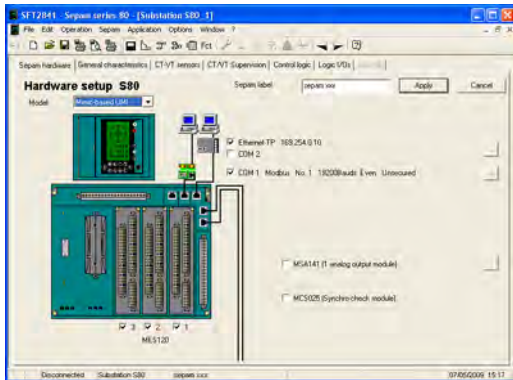 SFT2841 - Sepam series 80 - [Substation S80_1]
File Edit Operation Sepam Application Options Window ?
Fct
Sepam hardware General characteristics CT-VT sensors CT/VT Supervision Control logic Logic I/Os
Hardware setup S80
Sepam label
sepam xxx
Apply
Cancel
Model
Mimic-based UMI
Ethernet-TP 169.254.0.10
COM 2
COM 1 Modbus No. 1 19200Bauds Even Unsecured
MSA141 (1 analog output module)
MCS025 (Synchro-check module)
3 2 1
MES120
Disconnected Substation S80 sepam xxx 07/05/2009 15:17